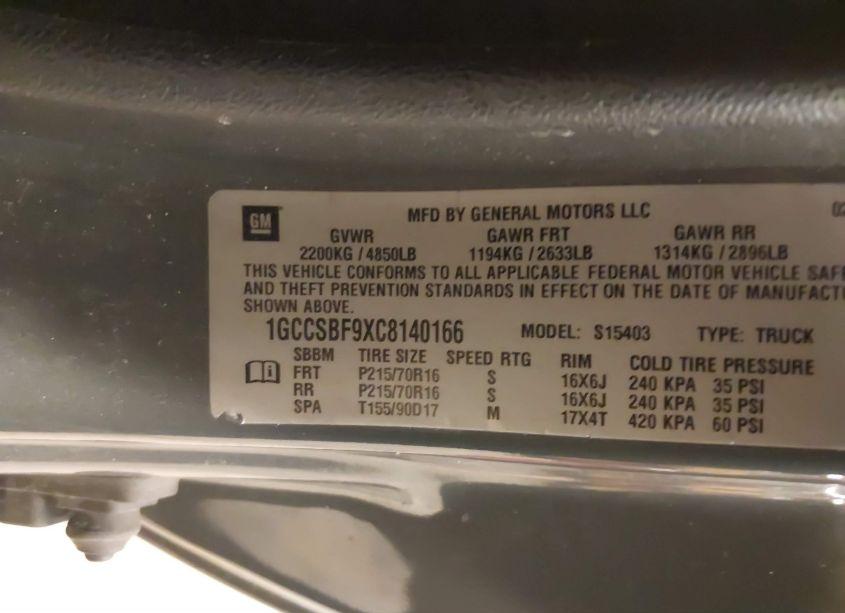 GM MFD BY GENERAL MOTORS LLC 02
GVWR GAWR FRT GAWR RR
2200KG / 4850LB 1194KG / 2633LB 1314KG / 2896LB
THIS VEHICLE CONFORMS TO ALL APPLICABLE FEDERAL MOTOR VEHICLE SAFE
AND THEFT PREVENTION STANDARDS IN EFFECT ON THE DATE OF MANUFACTU
SHOWN ABOVE.
1GCCSBF9XC8140166 MODEL: S15403 TYPE: TRUCK
SBBM TIRE SIZE SPEED RTG RIM COLD TIRE PRESSURE
FRT P215/70R16 S 16X6J 240 KPA 35 PSI
RR P215/70R16 S 16X6J 240 KPA 35 PSI
SPA T155/90D17 M 17X4T 420 KPA 60 PSI